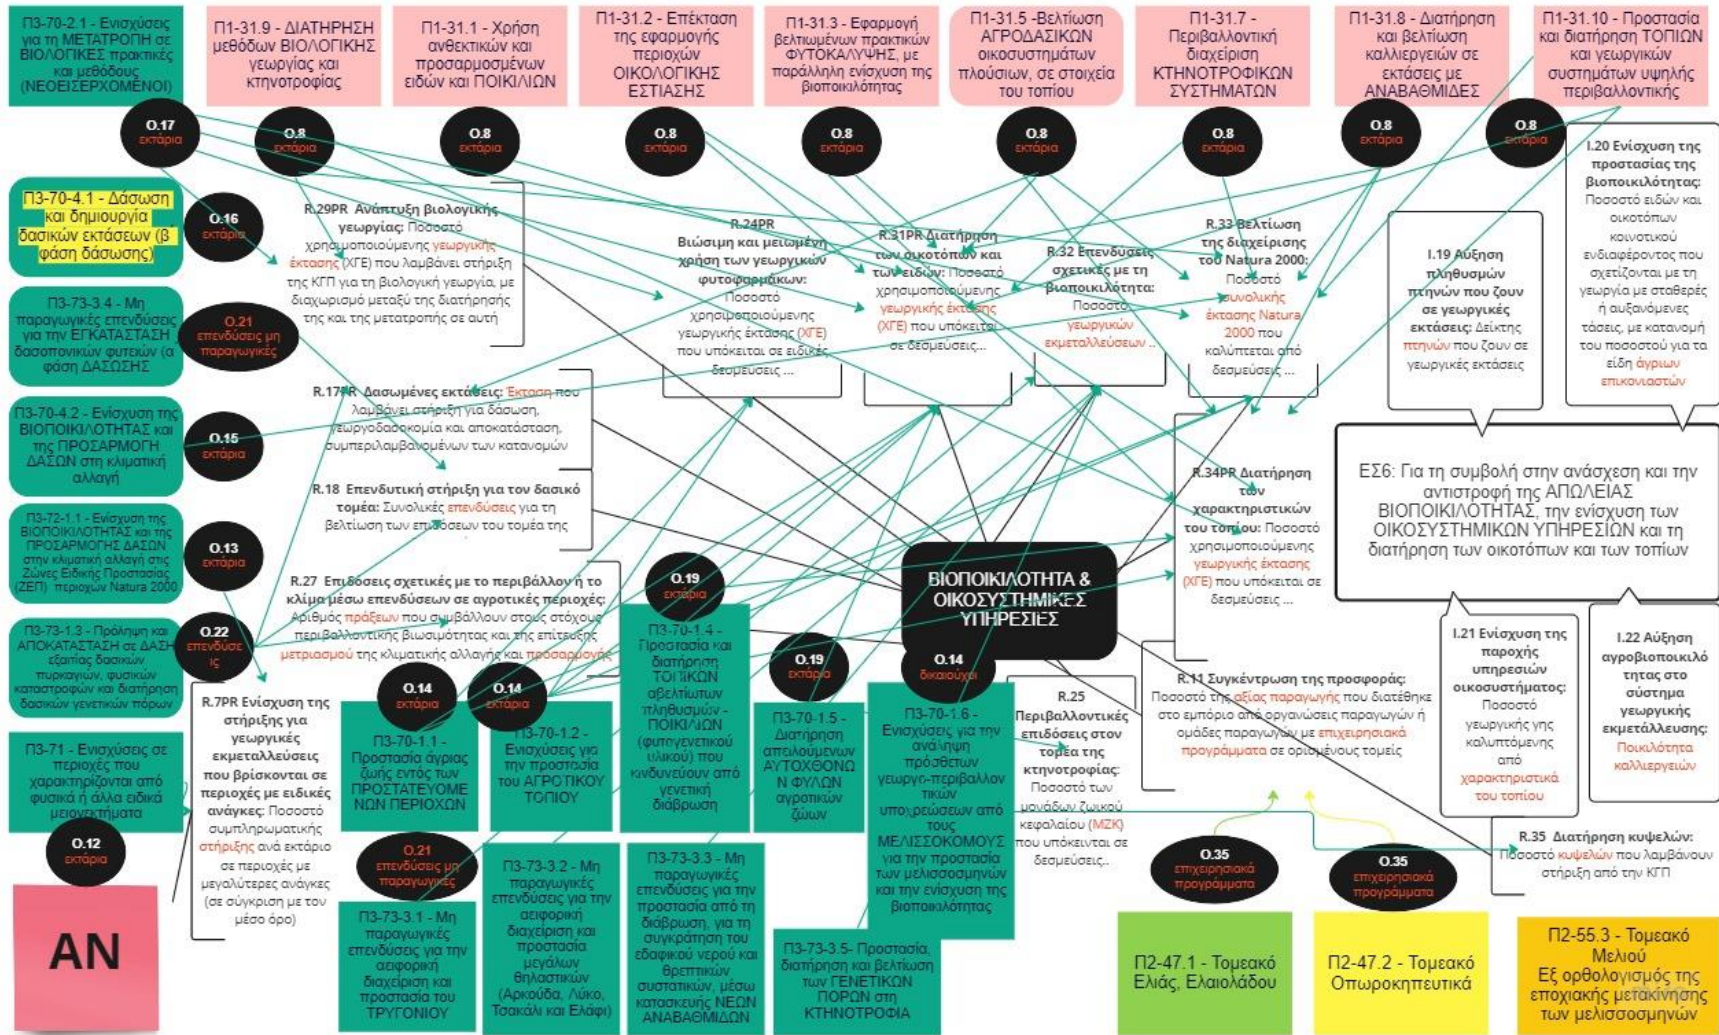 Π3-70-2.1 - Ενισχύσεις
για τη ΜΕΤΑΤΡΟΠΗ σε
ΒΙΟΛΟΓΙΚΕΣ πρακτικές
και μεθόδους
(ΝΕΟΕΙΣΕΡΧΟΜΕΝΟΙ)
Π1-31.9 - ΔΙΑΤΗΡΗΣΗ
μεθόδων ΒΙΟΛΟΓΙΚΗΣ
γεωργίας και
κτηνοτροφίας
Π1-31.1 - Χρήση
ανθεκτικών και
προσαρμοσμένων
ειδών και ΠΟΙΚΙΛΙΩΝ
Π1-31.2 - Επέκταση
της εφαρμογής
περιοχών
ΟΙΚΟΛΟΓΙΚΗΣ
ΕΣΤΙΑΣΗΣ
Π1-31.3 - Εφαρμογή
βελτιωμένων πρακτικών
ΦΥΤΟΚΑΛΥΨΗΣ, με
παράλληλη ενίσχυση της
βιοποικιλότητας
Π1-31.5 -Βελτίωση
ΑΓΡΟΔΑΣΙΚΩΝ
οικοσυστημάτων
πλούσιων, σε στοιχεία
του τοπίου
Π1-31.7 -
Περιβαλλοντική
διαχείριση
ΚΤΗΝΟΤΡΟΦΙΚΩΝ
ΣΥΣΤΗΜΑΤΩΝ
Π1-31.8 - Διατήρηση
και βελτίωση
καλλιεργειών σε
εκτάσεις με
ΑΝΑΒΑΘΜΙΔΕΣ
Π1-31.10 - Προστασία
και διατήρηση ΤΟΠΙΩΝ
και γεωργικών
συστημάτων υψηλής
περιβαλλοντικής
Ο.17
εκτάρια
Ο.8
εκτάρια
Ο.8
εκτάρια
Ο.8
εκτάρια
Ο.8
εκτάρια
Ο.8
εκτάρια
Ο.8
εκτάρια
Ο.8
εκτάρια
Ο.8
εκτάρια
Π3-70-4.1 - Δάσωση
και δημιουργία
δασικών εκτάσεων (β
φάση δάσωσης)
Ο.16
εκτάρια
Π3-73-3.4 - Μη
παραγωγικές επενδύσεις
για την ΕΓΚΑΤΑΣΤΑΣΗ
δασοπονικών φυτειών (α
φάση ΔΑΣΩΣΗΣ
Ο.21
επενδύσεις μη
παραγωγικές
Π3-70-4.2 - Ενίσχυση της
ΒΙΟΠΟΙΚΙΛΟΤΗΤΑΣ και
της ΠΡΟΣΑΡΜΟΓΗ
ΔΑΣΩΝ στη κλιματική
αλλαγή
Ο.15
εκτάρια
Π3-72-1.1 - Ενίσχυση της
ΒΙΟΠΟΙΚΙΛΟΤΗΤΑΣ και της
ΠΡΟΣΑΡΜΟΓΗΣ ΔΑΣΩΝ
στην κλιματική αλλαγή στις
Ζώνες Ειδικής Προστασίας
(ΖΕΠ) περιοχών Natura 2000
Ο.13
εκτάρια
Π3-73-1.3 - Πρόληψη και
ΑΠΟΚΑΤΑΣΤΑΣΗ σε ΔΑΣΗ
εξαιτίας δασικών
πυρκαγιών, φυσικών
καταστροφών και διατήρηση
δασικών γενετικών πόρων
Ο.22
επενδύσε
ις
Π3-71 - Ενισχύσεις σε
περιοχές που
χαρακτηρίζονται από
φυσικά ή άλλα ειδικά
μειονεκτήματα
Ο.12
εκτάρια
ΑΝ
R.29PR Ανάπτυξη βιολογικής
γεωργίας: Ποσοστό
χρησιμοποιούμενης γεωργικής
έκτασης (ΧΓΕ) που λαμβάνει στήριξη
της ΚΓΠ για τη βιολογική γεωργία, με
διαχωρισμό μεταξύ της διατήρησής
της και της μετατροπής σε αυτή
R.17PR Δασωμένες εκτάσεις: Έκταση που
λαμβάνει στήριξη για δάσωση,
γεωργοδασοκομία και αποκατάσταση,
συμπεριλαμβανομένων των κατανομών
R.18 Επενδυτική στήριξη για τον δασικό
τομέα: Συνολικές επενδύσεις για τη
βελτίωση των επιδόσεων του τομέα της
R.27 Επιδόσεις σχετικές με το περιβάλλον ή το
κλίμα μέσω επενδύσεων σε αγροτικές περιοχές:
Αριθμός πράξεων που συμβάλλουν στους στόχους
περιβαλλοντικής βιωσιμότητας και της επίτευξης
μετριασμού της κλιματικής αλλαγής και προσαρμογής
R.7PR Ενίσχυση της
στήριξης για
γεωργικές
εκμεταλλεύσεις
που βρίσκονται σε
περιοχές με ειδικές
ανάγκες: Ποσοστό
συμπληρωματικής
στήριξης ανά εκτάριο
σε περιοχές με
μεγαλύτερες ανάγκες
(σε σύγκριση με τον
μέσο όρο)
R.24PR
Βιώσιμη και μειωμένη
χρήση των γεωργικών
φυτοφαρμάκων:
Ποσοστό
χρησιμοποιούμενης
γεωργικής έκτασης (ΧΓΕ)
που υπόκειται σε ειδικές
δεσμεύσεις ...
R.31PR Διατήρηση
των οικοτόπων και
των ειδών: Ποσοστό
χρησιμοποιούμενης
γεωργικής έκτασης
(ΧΓΕ) που υπόκειται
σε δεσμεύσεις...
R.32 Επενδύσεις
σχετικές με τη
βιοποικιλότητα:
Ποσοστό
γεωργικών
εκμεταλλεύσεων ..
R.33 Βελτίωση
της διαχείρισης
του Natura 2000:
Ποσοστό
συνολικής
έκτασης Natura
2000 που
καλύπτεται από
δεσμεύσεις ...
R.34PR Διατήρηση
των
χαρακτηριστικών
του τοπίου: Ποσοστό
χρησιμοποιούμενης
γεωργικής έκτασης
(ΧΓΕ) που υπόκειται σε
δεσμεύσεις ...
Ι.19 Αύξηση
πληθυσμών
πτηνών που ζουν
σε γεωργικές
εκτάσεις: Δείκτης
πτηνών που ζουν σε
γεωργικές εκτάσεις
Ι.20 Ενίσχυση της
προστασίας της
βιοποικιλότητας:
Ποσοστό ειδών και
οικοτόπων
κοινοτικού
ενδιαφέροντος που
σχετίζονται με τη
γεωργία με σταθερές
ή αυξανόμενες
τάσεις, με κατανομή
του ποσοστού για τα
είδη άγριων
επικονιαστών
ΕΣ6: Για τη συμβολή στην ανάσχεση και την
αντιστροφή της ΑΠΩΛΕΙΑΣ
ΒΙΟΠΟΙΚΙΛΟΤΗΤΑΣ, την ενίσχυση των
ΟΙΚΟΣΥΣΤΗΜΙΚΩΝ ΥΠΗΡΕΣΙΩΝ και τη
διατήρηση των οικοτόπων και των τοπίων
ΒΙΟΠΟΙΚΙΛΟΤΗΤΑ &
ΟΙΚΟΣΥΣΤΗΜΙΚΕΣ
ΥΠΗΡΕΣΙΕΣ
Ι.21 Ενίσχυση της
παροχής
υπηρεσιών
οικοσυστήματος:
Ποσοστό
γεωργικής γης
καλυπτόμενης
από
χαρακτηριστικά
του τοπίου
Ι.22 Αύξηση
αγροβιοποικιλό
τητας στο
σύστημα
γεωργικής
εκμετάλλευσης:
Ποικιλότητα
καλλιεργειών
R.11 Συγκέντρωση της προσφοράς:
Ποσοστό της αξίας παραγωγής που διατέθηκε
στο εμπόριο από οργανώσεις παραγωγών ή
ομάδες παραγωγών με επιχειρησιακά
προγράμματα σε ορισμένους τομείς
R.25
Περιβαλλοντικές
επιδόσεις στον
τομέα της
κτηνοτροφίας:
Ποσοστό των
μονάδων ζωικού
κεφαλαίου (ΜΖΚ)
που υπόκεινται σε
δεσμεύσεις..
R.35 Διατήρηση κυψελών:
Ποσοστό κυψελών που λαμβάνουν
στήριξη από την ΚΓΠ
Ο.14
εκτάρια
Ο.14
εκτάρια
Ο.19
εκτάρια
Ο.19
εκτάρια
Ο.14
δικαιούχοι
Π3-70-1.1 -
Προστασία άγριας
ζωής εντός των
ΠΡΟΣΤΑΤΕΥΟΜΕ
ΝΩΝ ΠΕΡΙΟΧΩΝ
Π3-70-1.2 -
Ενισχύσεις για
την προστασία
του ΑΓΡΟΤΙΚΟΥ
ΤΟΠΙΟΥ
Π3-70-1.4 -
Προστασία και
διατήρηση
ΤΟΠΙΚΩΝ
αβελτίωτων
πληθυσμών -
ΠΟΙΚΙΛΙΩΝ
(φυτογενετικού
υλικού) που
κινδυνεύουν από
γενετική
διάβρωση
Π3-70-1.5 -
Διατήρηση
απειλούμενων
ΑΥΤΟΧΘΟΝΩ
Ν ΦΥΛΩΝ
αγροτικών
ζώων
Π3-70-1.6 -
Ενισχύσεις για την
ανάληψη
πρόσθετων
γεωργο-περιβαλλον
τικών
υποχρεώσεων από
τους
ΜΕΛΙΣΣΟΚΟΜΟΥΣ
για την προστασία
των μελισσοσμηνών
και την ενίσχυση της
βιοποικιλότητας
Ο.21
επενδύσεις μη
παραγωγικές
Π3-73-3.1 - Μη
παραγωγικές
επενδύσεις για την
αειφορική
διαχείριση και
προστασία του
ΤΡΥΓΟΝΙΟΥ
Π3-73-3.2 - Μη
παραγωγικές
επενδύσεις για την
αειφορική
διαχείριση και
προστασία
μεγάλων
θηλαστικών
(Αρκούδα, Λύκο,
Τσακάλι και Ελάφι)
Π3-73-3.3 - Μη
παραγωγικές
επενδύσεις για την
προστασία από τη
διάβρωση, για τη
συγκράτηση του
εδαφικού νερού και
θρεπτικών
συστατικών, μέσω
κατασκευής ΝΕΩΝ
ΑΝΑΒΑΘΜΙΔΩΝ
Π3-73-3.5- Προστασία,
διατήρηση και βελτίωση
των ΓΕΝΕΤΙΚΩΝ
ΠΟΡΩΝ στη
ΚΤΗΝΟΤΡΟΦΙΑ
Ο.35
επιχειρησιακά
προγράμματα
Ο.35
επιχειρησιακά
προγράμματα
Π2-47.1 - Τομεακό
Ελιάς, Ελαιολάδου
Π2-47.2 - Τομεακό
Οπωροκηπευτικά
Π2-55.3 - Τομεακό
Μελιού
Εξ ορθολογισμός της
εποχιακής μετακίνησης
των μελισσοσμηνών